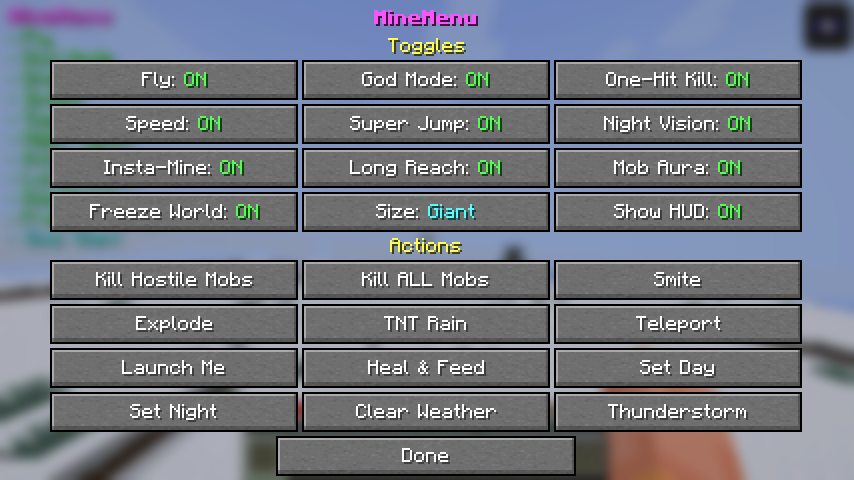 MineMenu
Toggles
Fly: ON
God Mode: ON
One-Hit Kill: ON
Speed: ON
Super Jump: ON
Night Vision: ON
Insta-Mine: ON
Long Reach: ON
Mob Aura: ON
Freeze World: ON
Size: Giant
Show HUD: ON
Actions
Kill Hostile Mobs
Kill ALL Mobs
Smite
Explode
TNT Rain
Teleport
Launch Me
Heal & Feed
Set Day
Set Night
Clear Weather
Thunderstorm
Done